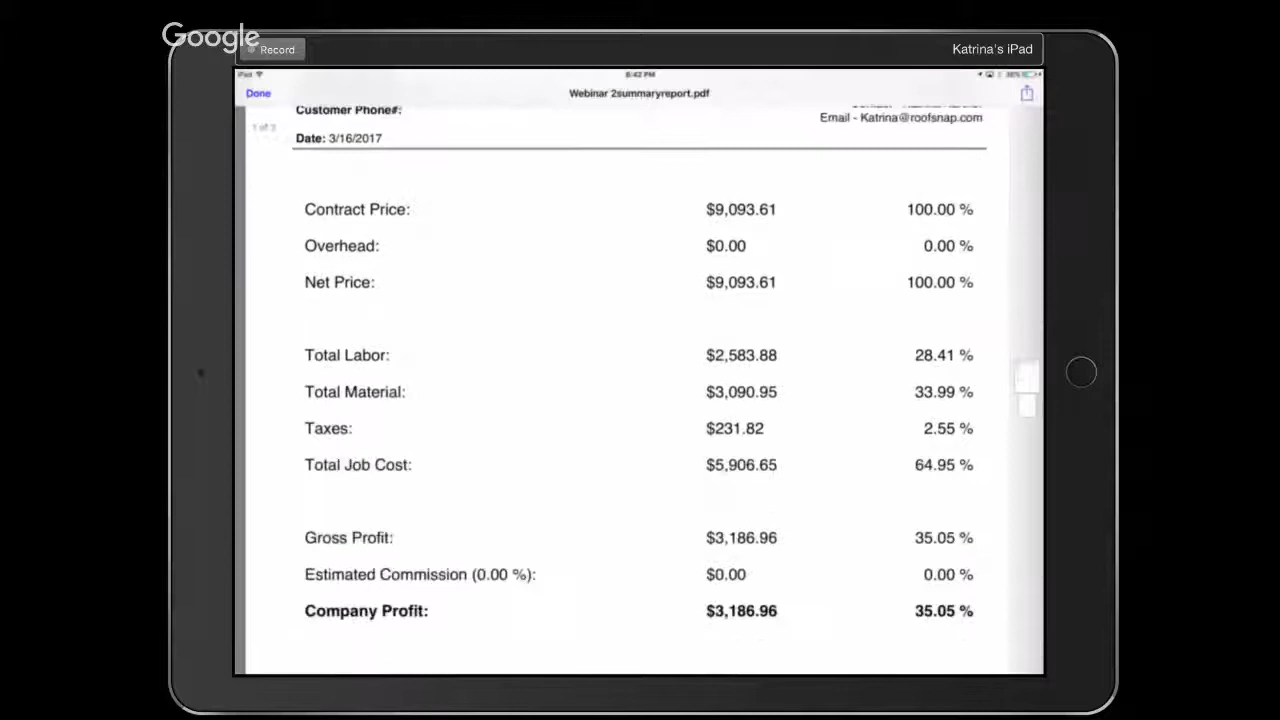 Google
Record
Katrina's iPad
iPad
Done
Webinar 2summaryreport.pdf
Customer Phone#:
Email - Katrina@roofsnap.com
Date: 3/16/2017
Contract Price: $9,093.61 100.00 %
Overhead: $0.00 0.00 %
Net Price: $9,093.61 100.00 %
Total Labor: $2,583.88 28.41 %
Total Material: $3,090.95 33.99 %
Taxes: $231.82 2.55 %
Total Job Cost: $5,906.65 64.95 %
Gross Profit: $3,186.96 35.05 %
Estimated Commission (0.00 %): $0.00 0.00 %
Company Profit: $3,186.96 35.05 %